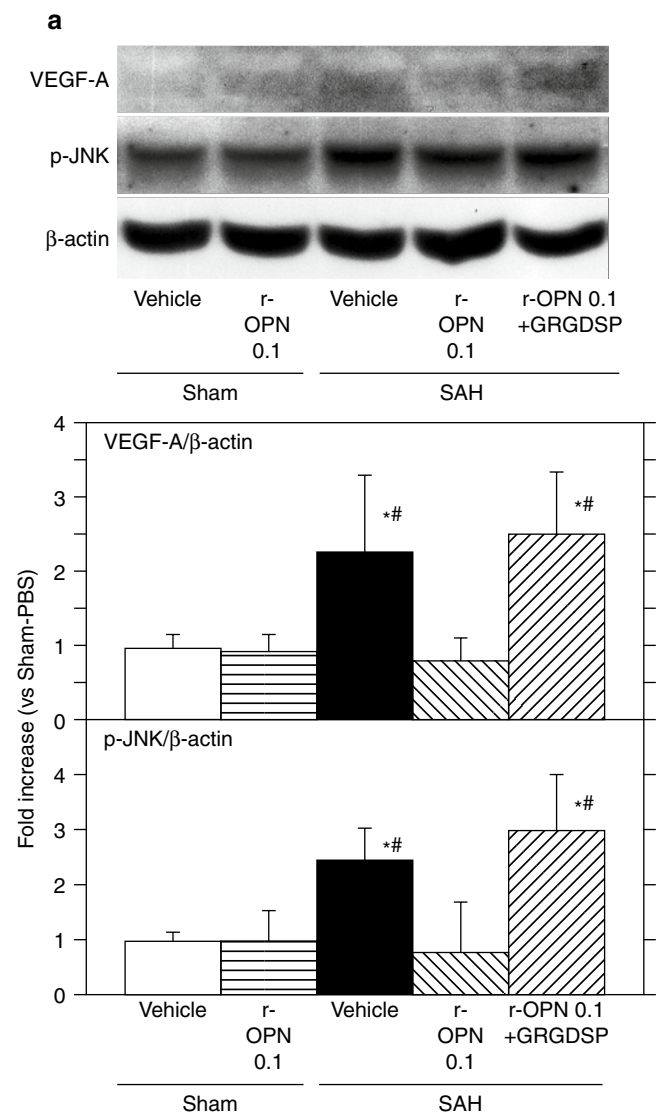 a
VEGF-A
p-JNK
β-actin
Vehicle r- Vehicle r- r-OPN 0.1
OPN OPN +GRGDSP
0.1 0.1
Sham SAH
4
VEGF-A/β-actin
3
*# *#
2
1
0
Fold increase (vs Sham-PBS)
p-JNK/β-actin
4
*#
3
*#
2
1
0
Vehicle r- Vehicle r- r-OPN 0.1
OPN OPN +GRGDSP
0.1 0.1
Sham SAH